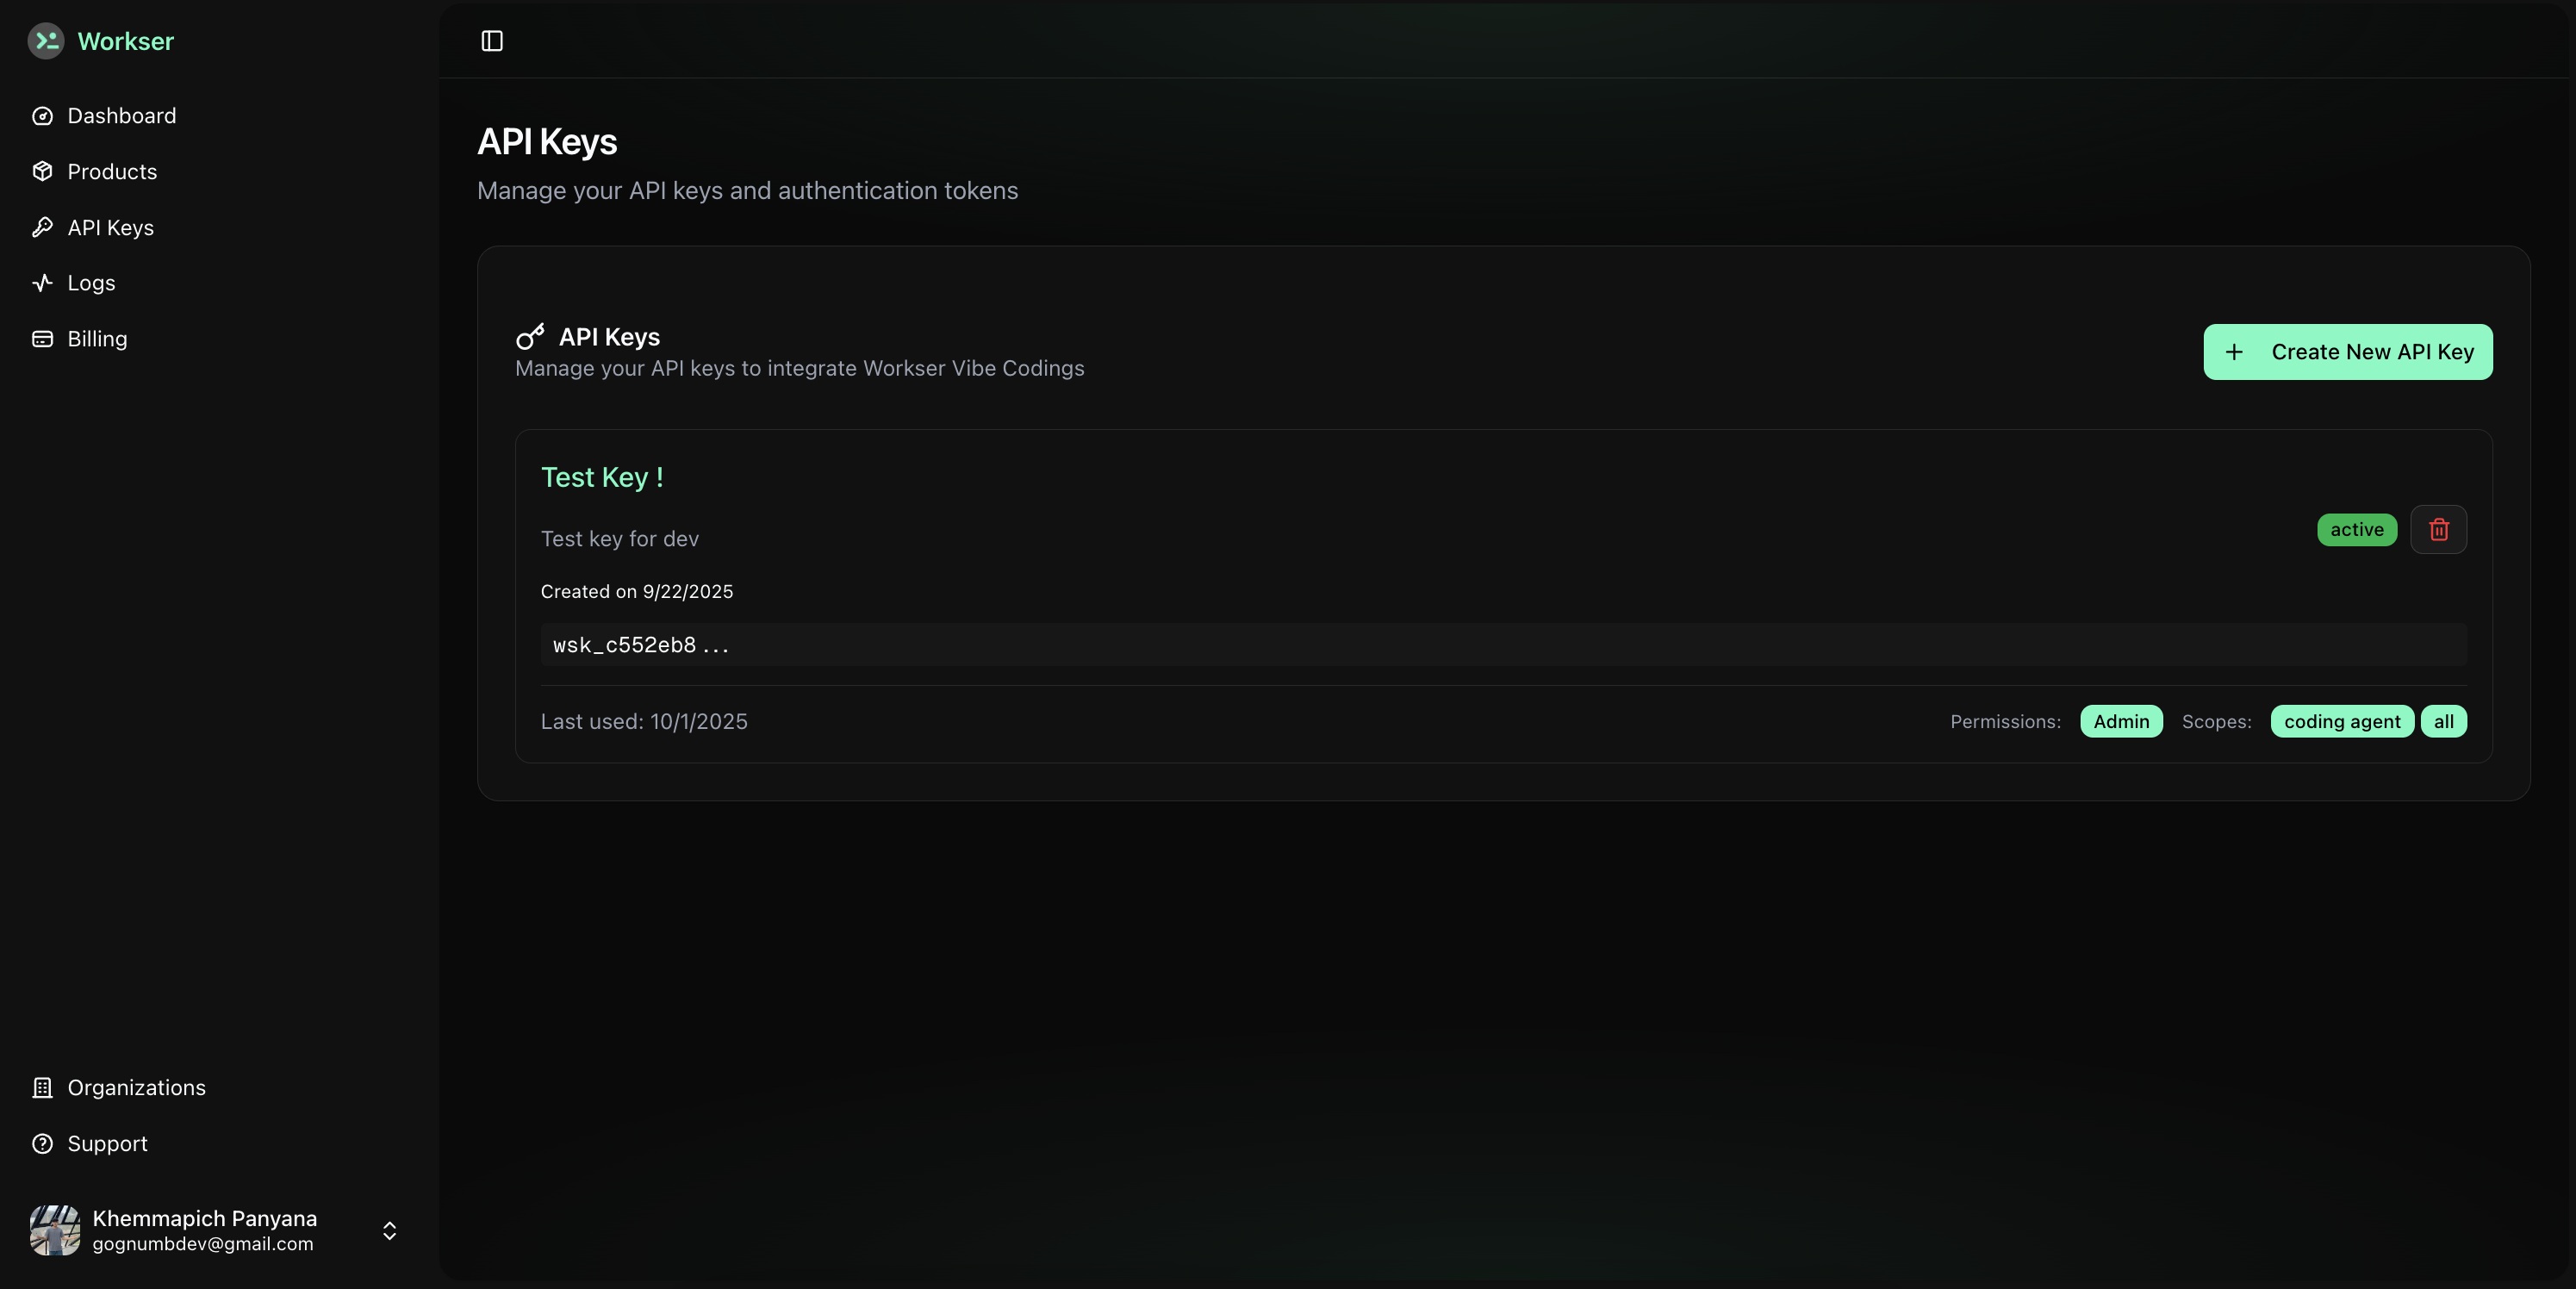 Workser
Dashboard
Products
API Keys
Logs
Billing
Organizations
Support
Khemmapich Panyana
gognumbdev@gmail.com
API Keys
Manage your API keys and authentication tokens
API Keys
Manage your API keys to integrate Workser Vibe Codings
Create New API Key
Test Key !
Test key for dev
active
Created on 9/22/2025
wsk_c552eb8...
Last used: 10/1/2025
Permissions: Admin Scopes: coding agent all